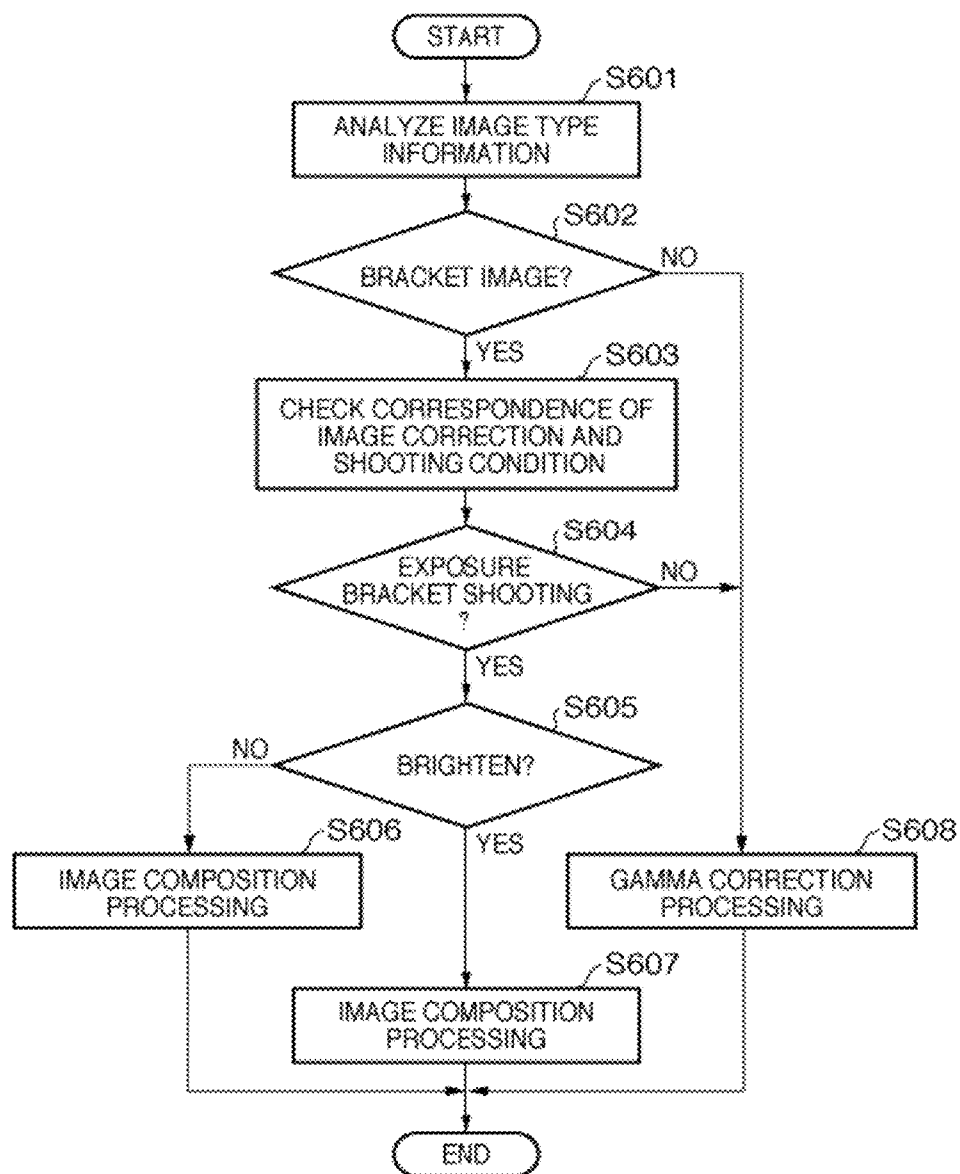 START
S601
ANALYZE IMAGE TYPE
INFORMATION
S602
BRACKET IMAGE?
NO
YES
S603
CHECK CORRESPONDENCE OF
IMAGE CORRECTION AND
SHOOTING CONDITION
S604
EXPOSURE
BRACKET SHOOTING
?
NO
YES
S605
BRIGHTEN?
NO
YES
S606
IMAGE COMPOSITION
PROCESSING
S608
GAMMA CORRECTION
PROCESSING
S607
IMAGE COMPOSITION
PROCESSING
END